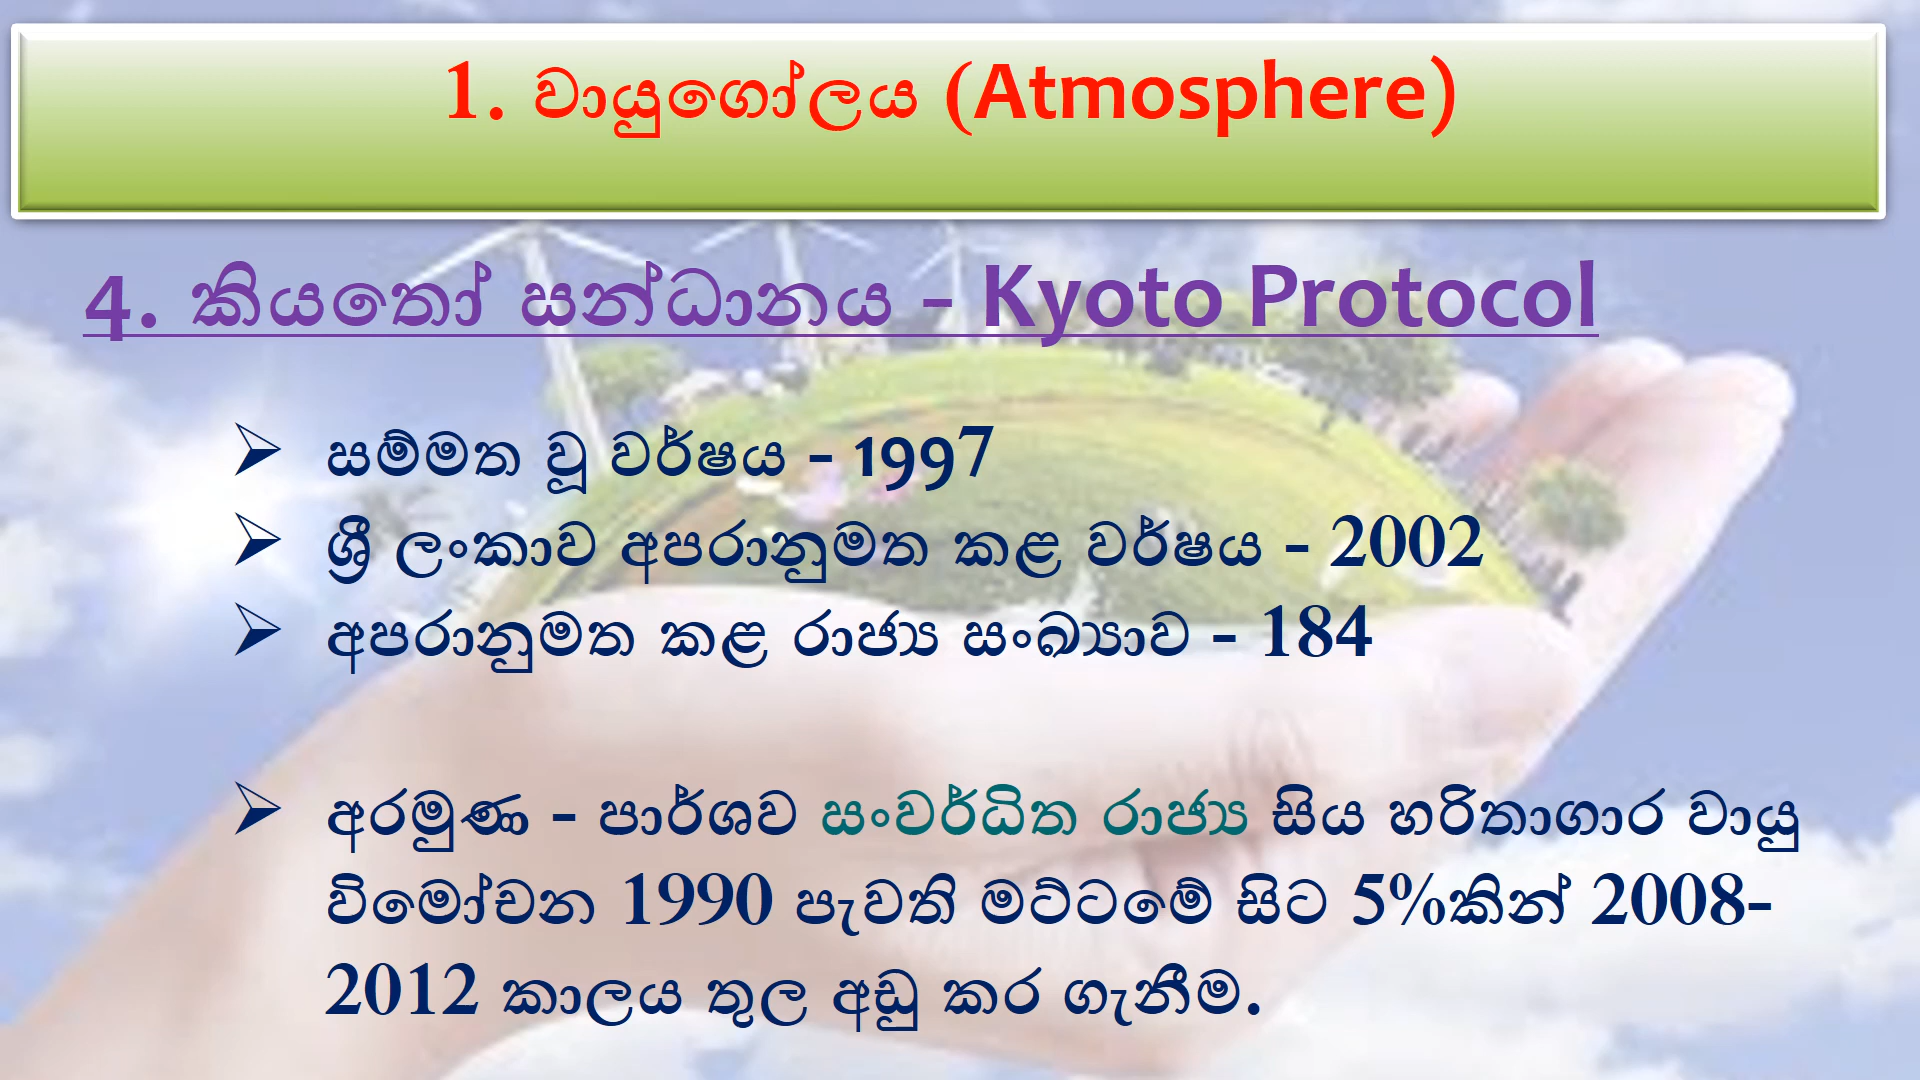 1. වායුගෝලය (Atmosphere)
4. කියතෝ සන්ධානය – Kyoto Protocol
➢ සම්මත වූ වර්ෂය – 1997
➢ ශ්‍රී ලංකාව අපරානුමත කළ වර්ෂය – 2002
➢ අපරානුමත කළ රාජ්‍ය සංඛ්‍යාව – 184
➢ අරමුණ – පාර්ශව සංවර්ධිත රාජ්‍ය සිය හරිතාගාර වායු
විමෝචන 1990 පැවති මට්ටමේ සිට 5%කින් 2008-
2012 කාලය තුල අඩු කර ගැනීම.